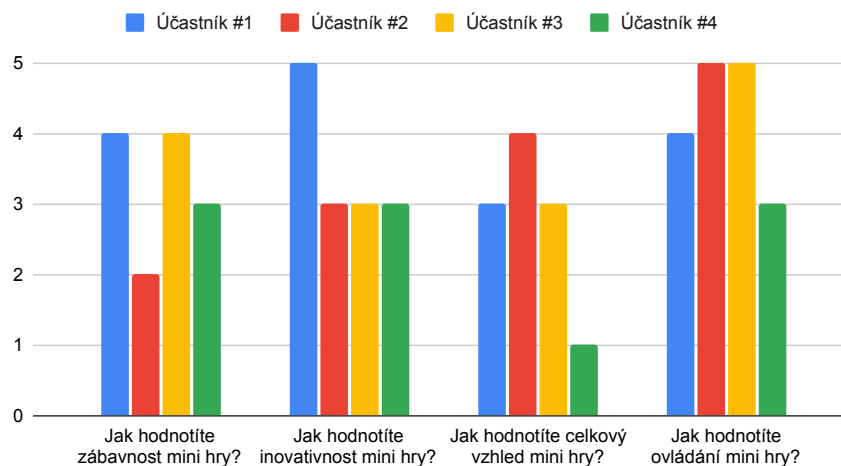 Účastník #1 Účastník #2 Účastník #3 Účastník #4
5
4
3
2
1
0
Jak hodnotíte
zábavnost mini hry?
Jak hodnotíte
inovativnost mini hry?
Jak hodnotíte celkový
vzhled mini hry?
Jak hodnotíte
ovládání mini hry?